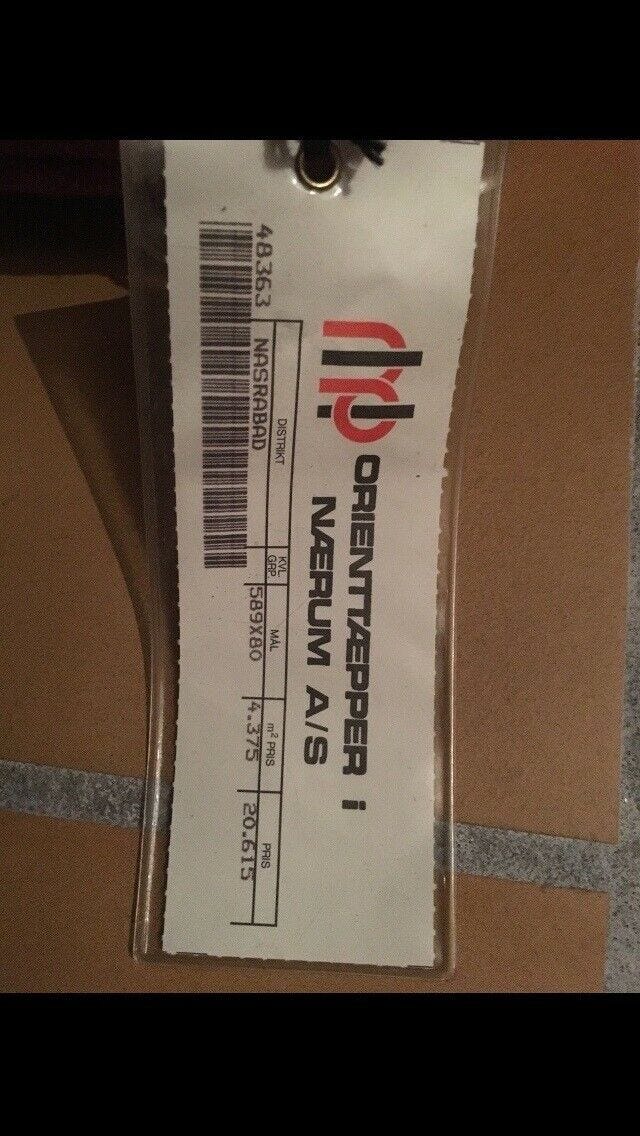 ORIENTTÆPPER i
NÆRUM A/S
DISTRIKT KVL. GRP. MÅL m² PRIS PRIS
NASRABAD 589X80 4.375 20.615
48363